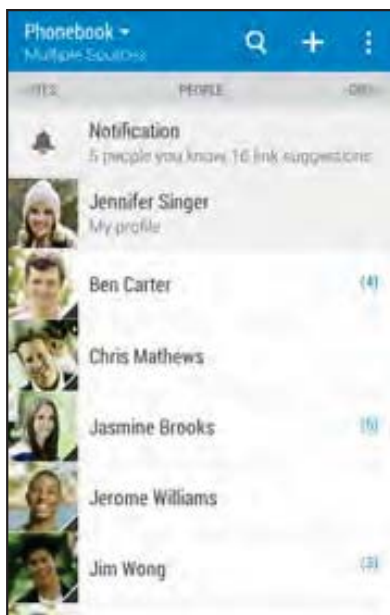 Phonebook
Multiple Sources
PEOPLE
Notification
5 people you know, 16 link suggestions
Jennifer Singer
My profile
Ben Carter
(4)
Chris Mathews
Jasmine Brooks
(5)
Jerome Williams
Jim Wong
(3)